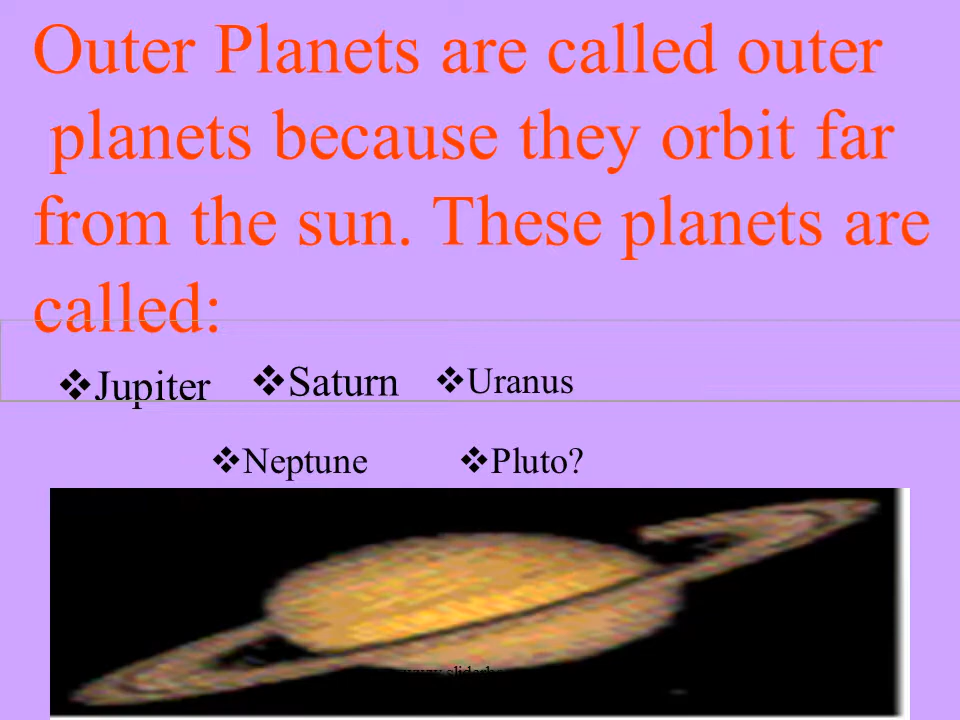 Outer Planets are called outer
planets because they orbit far
from the sun. These planets are
called:
❖Jupiter ❖Saturn ❖Uranus
❖Neptune ❖Pluto?